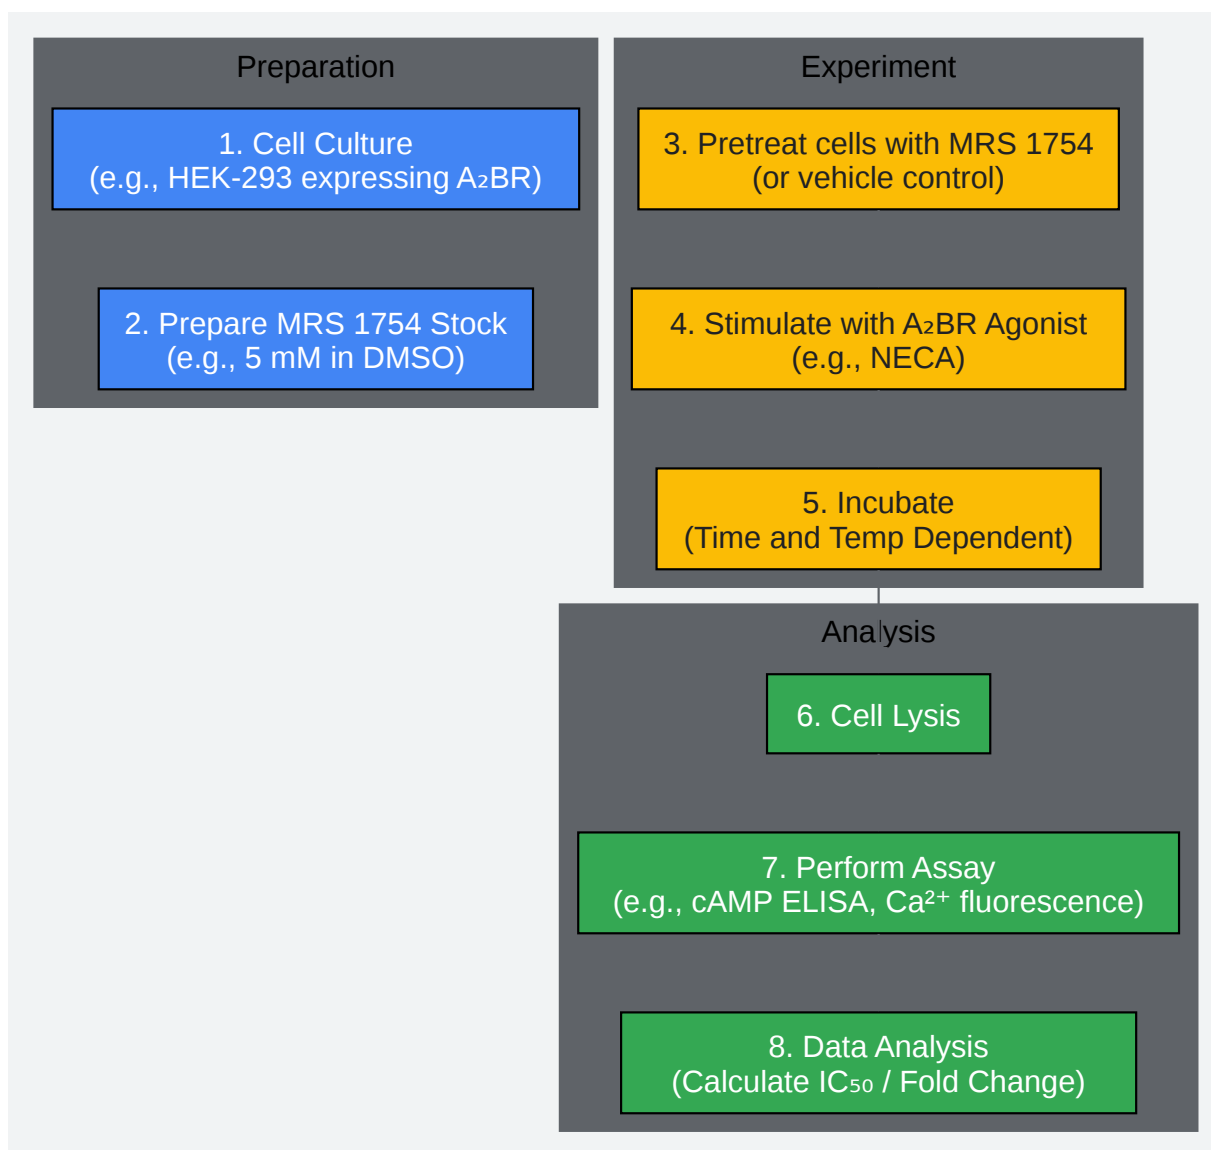 Preparation
1. Cell Culture
(e.g., HEK-293 expressing A₂BR)
2. Prepare MRS 1754 Stock
(e.g., 5 mM in DMSO)
Experiment
3. Pretreat cells with MRS 1754
(or vehicle control)
4. Stimulate with A₂BR Agonist
(e.g., NECA)
5. Incubate
(Time and Temp Dependent)
Analysis
6. Cell Lysis
7. Perform Assay
(e.g., cAMP ELISA, Ca²⁺ fluorescence)
8. Data Analysis
(Calculate IC₅₀ / Fold Change)